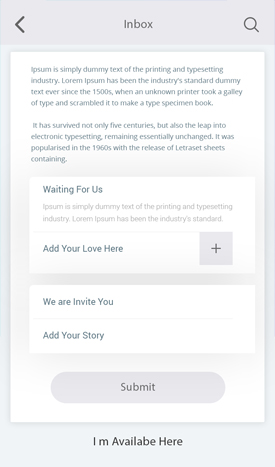 Inbox
Ipsum is simply dummy text of the printing and typesetting
industry. Lorem Ipsum has been the industry's standard dummy
text ever since the 1500s, when an unknown printer took a galley
of type and scrambled it to make a type specimen book.
It has survived not only five centuries, but also the leap into
electronic typesetting, remaining essentially unchanged. It was
popularised in the 1960s with the release of Letraset sheets
containing.
Waiting For Us
Ipsum is simply dummy text of the printing and typesetting
industry. Lorem Ipsum has been the industry's standard.
Add Your Love Here
+
We are Invite You
Add Your Story
Submit
I m Availabe Here